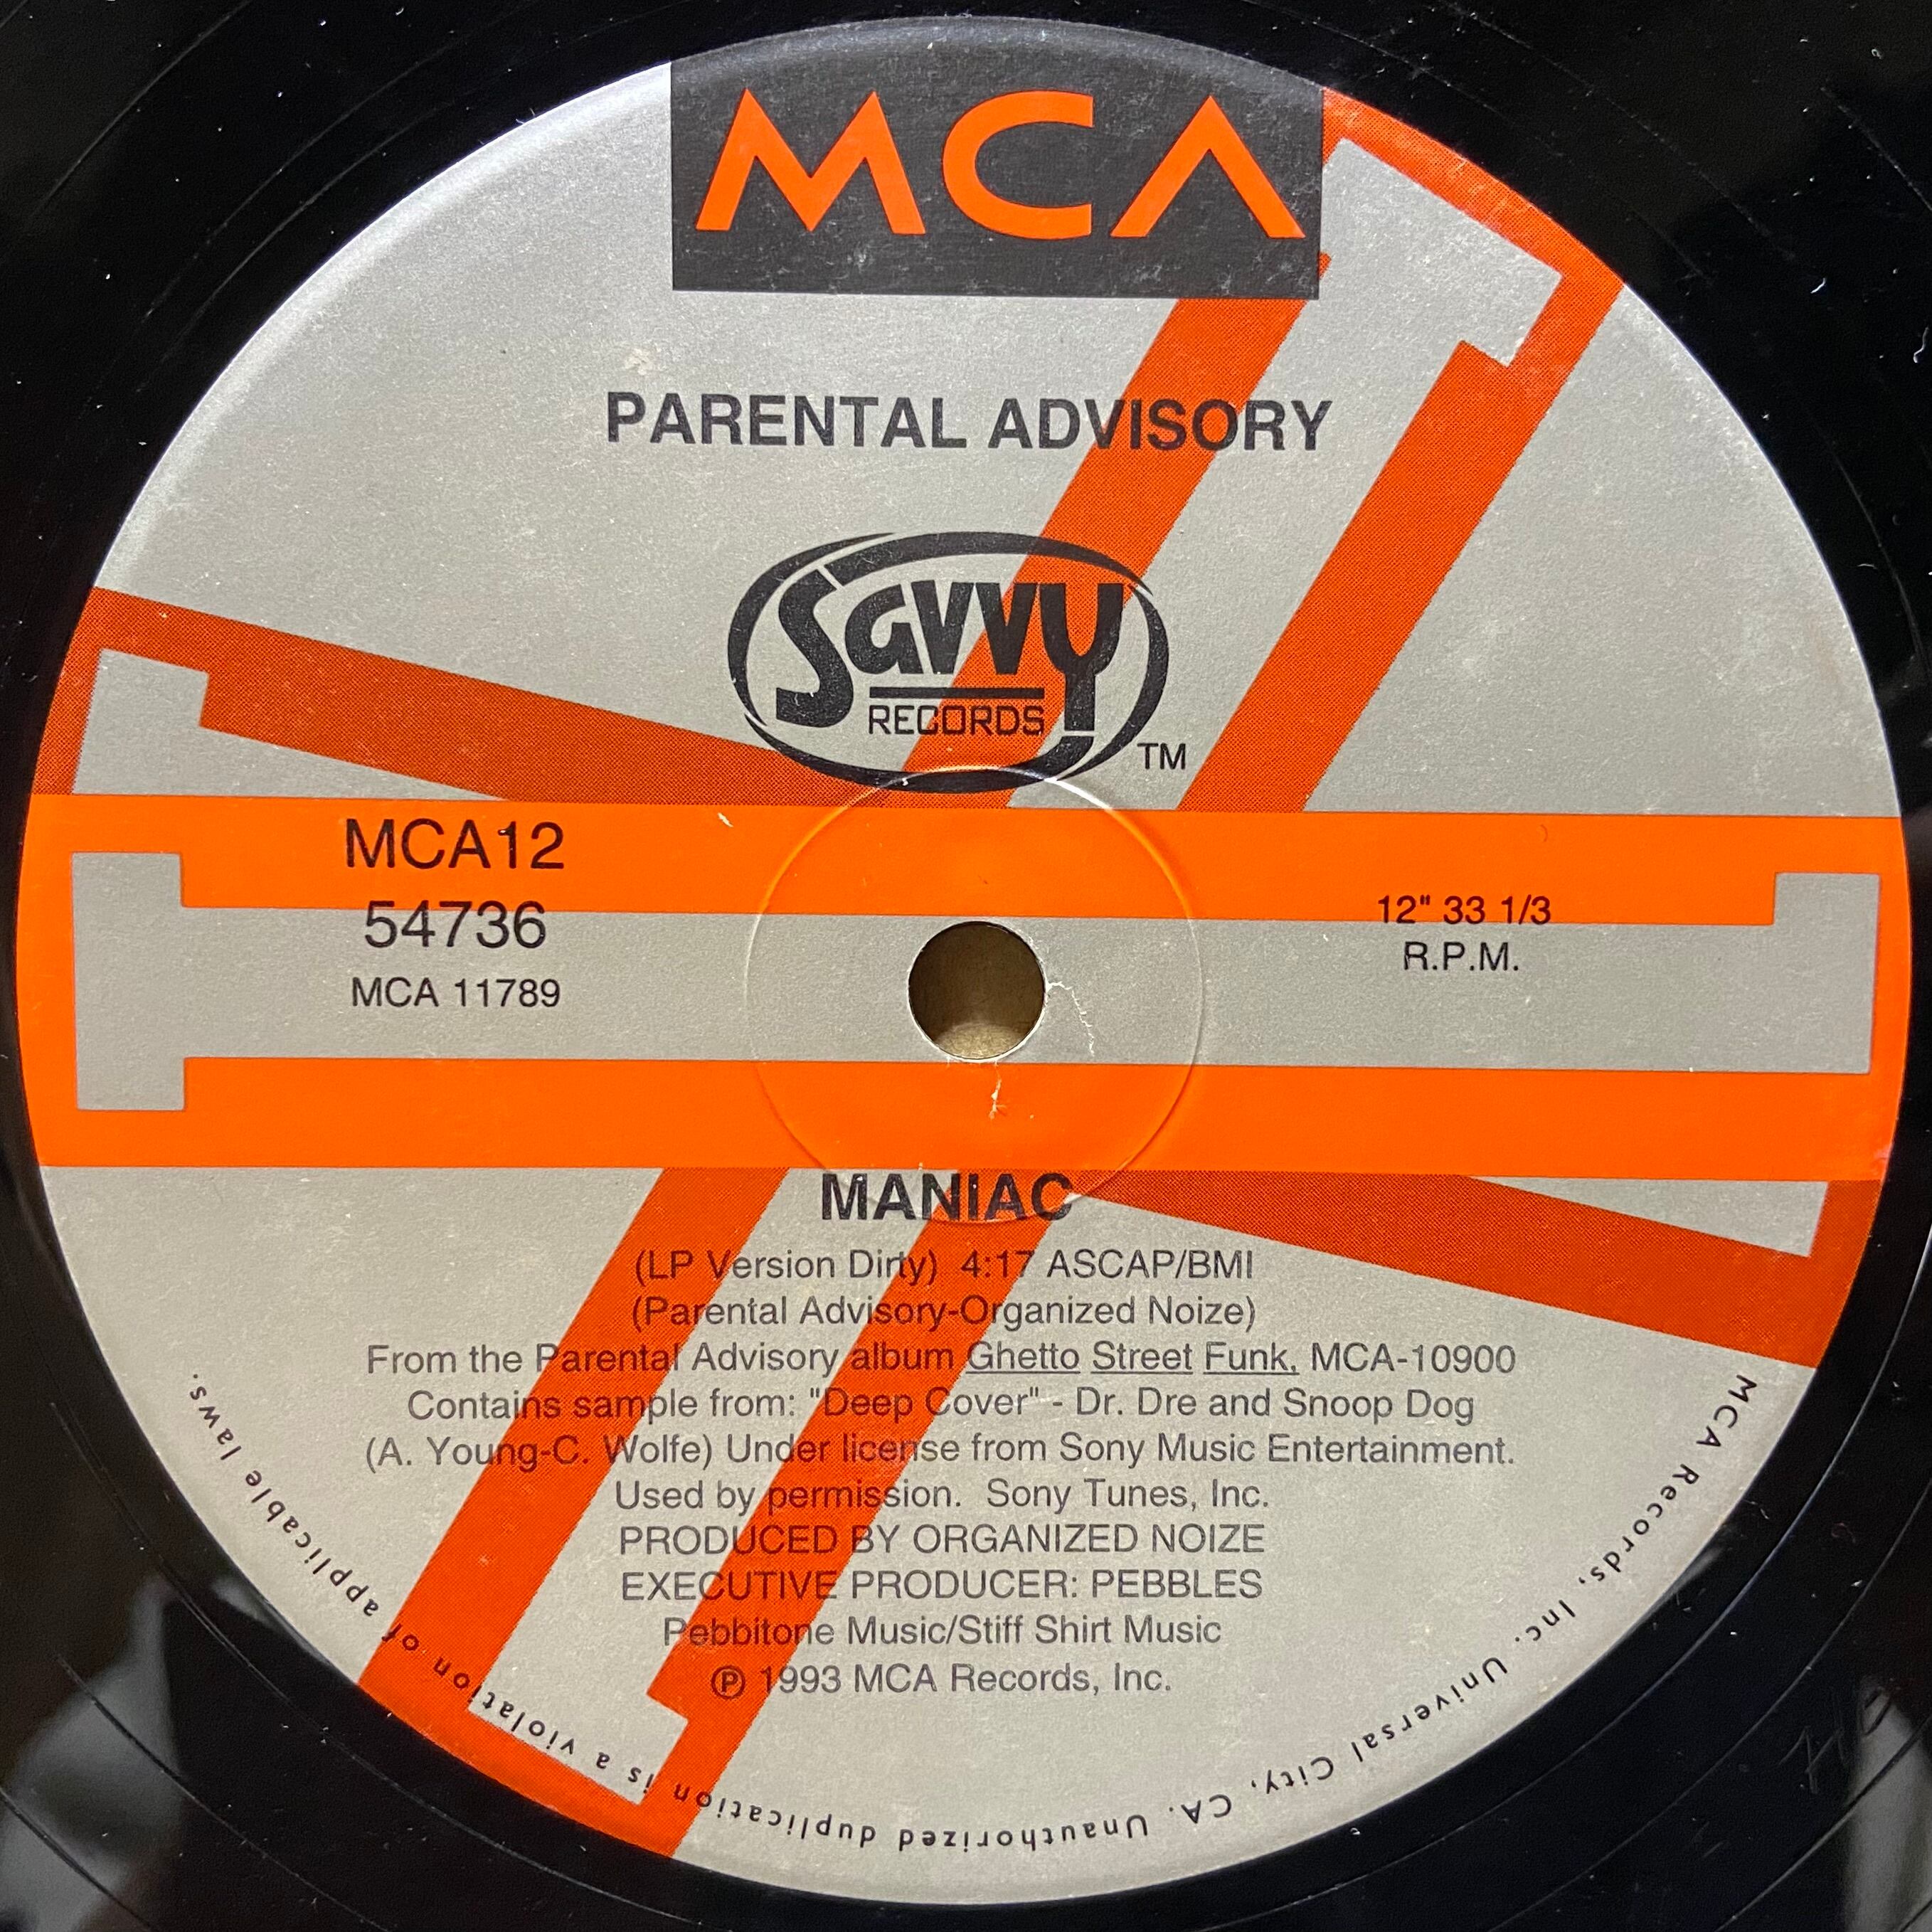 MCA
PARENTAL ADVISORY
Savvy
RECORDS
TM
MCA12
54736
MCA 11789
12" 33 1/3
R.P.M.
MANIAC
(LP Version Dirty) 4:17 ASCAP/BMI
(Parental Advisory-Organized Noize)
From the Parental Advisory album Ghetto Street Funk, MCA-10900
Contains sample from: "Deep Cover" - Dr. Dre and Snoop Dog
(A. Young-C. Wolfe) Under license from Sony Music Entertainment.
Used by permission. Sony Tunes, Inc.
PRODUCED BY ORGANIZED NOIZE
EXECUTIVE PRODUCER: PEBBLES
Pebbitone Music/Stiff Shirt Music
℗ 1993 MCA Records, Inc.
MCA Records, Inc. Universal City, CA. Unauthorized duplication is a violation of applicable laws.